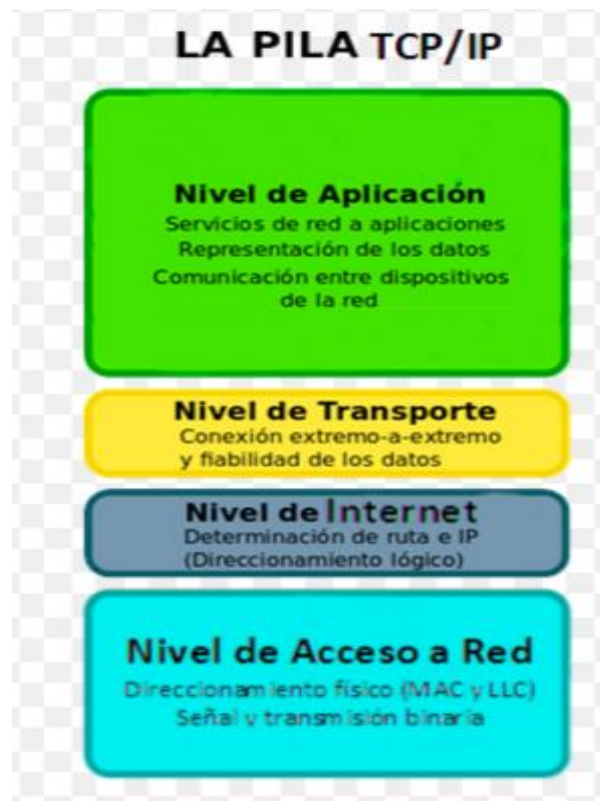 LA PILA TCP/IP
Nivel de Aplicación
Servicios de red a aplicaciones
Representación de los datos
Comunicación entre dispositivos
de la red
Nivel de Transporte
Conexión extremo-a-extremo
y fiabilidad de los datos
Nivel de Internet
Determinación de ruta e IP
(Direccionamiento lógico)
Nivel de Acceso a Red
Direccionamiento físico (MAC y LLC)
Señal y transmisión binaria